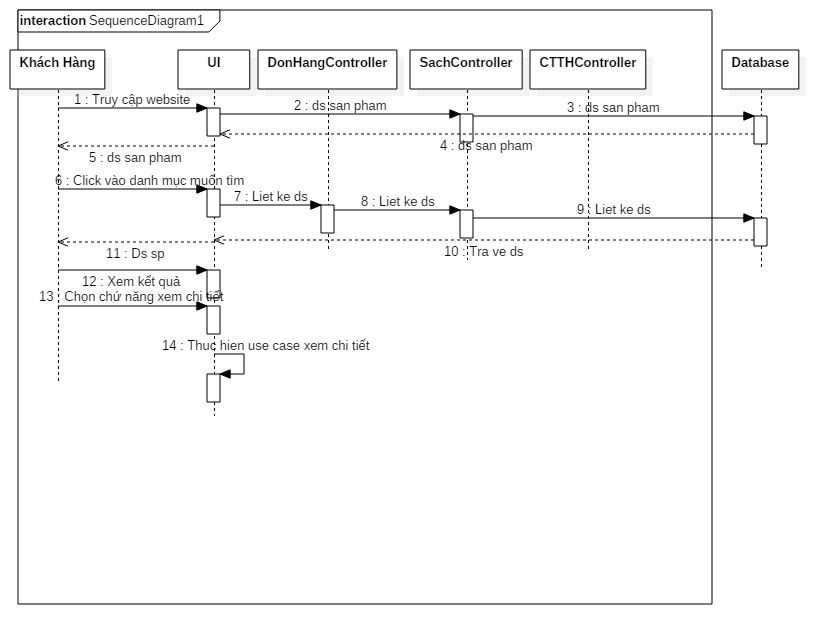 interaction SequenceDiagram1
Khách Hàng
UI
DonHangController
SachController
CTTHController
Database
1 : Truy câp website
2 : ds san pham
3 : ds san pham
4 : ds san pham
5 : ds san pham
6 : Click vào danh mục muốn tìm
7 : Liet ke ds
8 : Liet ke ds
9 : Liet ke ds
10 : Tra ve ds
11 : Ds sp
12 : Xem kết quả
13 : Chọn chứ năng xem chi tiết
14 : Thuc hien use case xem chi tiết